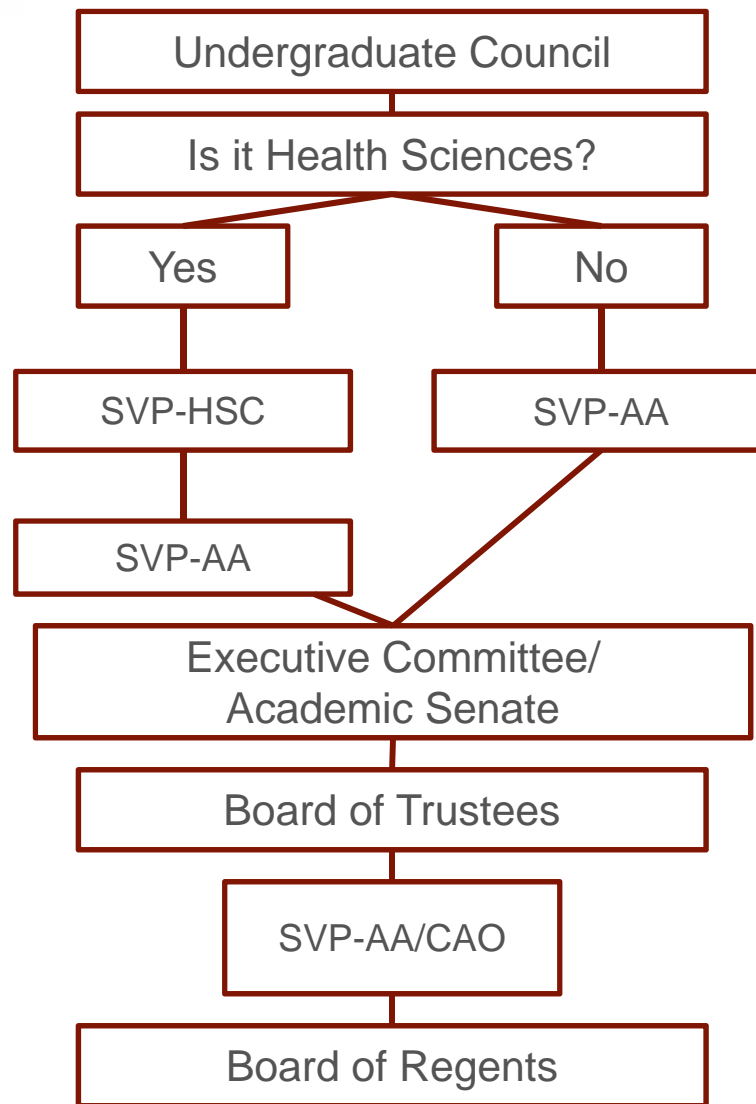 Undergraduate Council
Is it Health Sciences?
Yes
No
SVP-HSC
SVP-AA
SVP-AA
Executive Committee/
Academic Senate
Board of Trustees
SVP-AA/CAO
Board of Regents